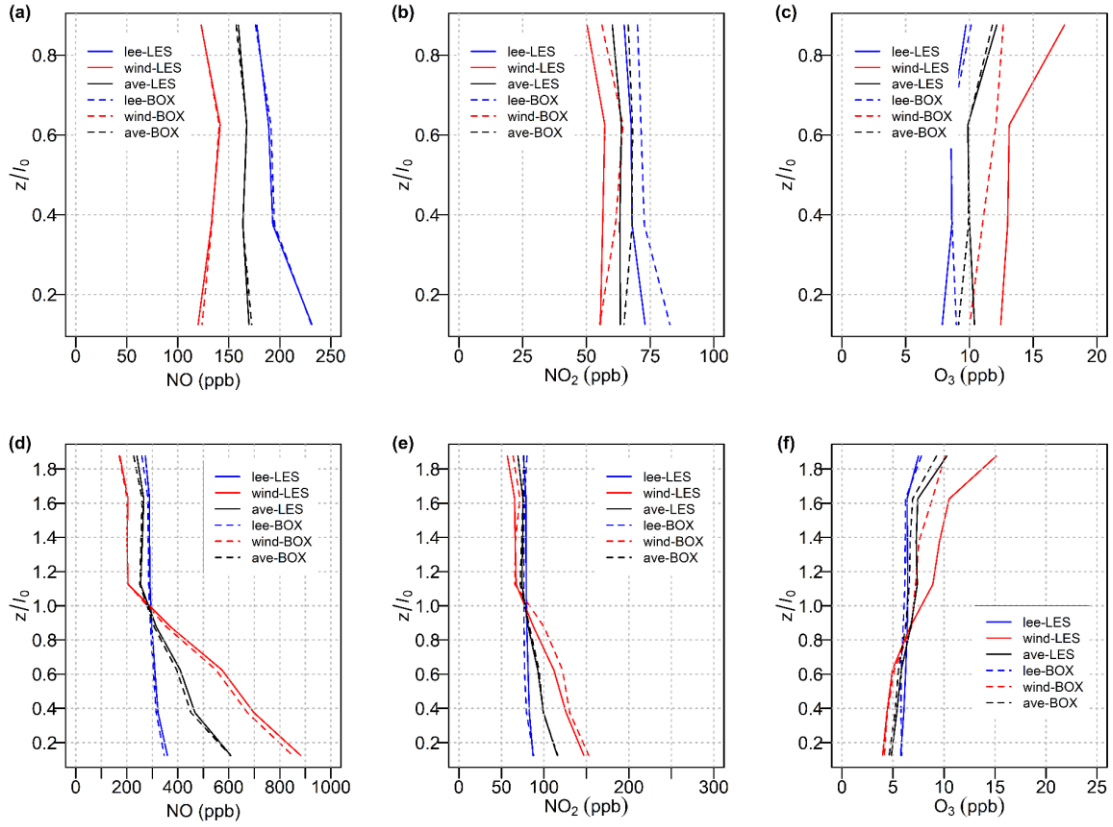 (a)
0.8
0.6
0.4
0.2
z/l0
lee-LES
wind-LES
ave-LES
lee-BOX
wind-BOX
ave-BOX
0 50 100 150 200 250
NO (ppb)
(b)
0.8
0.6
0.4
0.2
z/l0
lee-LES
wind-LES
ave-LES
lee-BOX
wind-BOX
ave-BOX
0 25 50 75 100
NO2 (ppb)
(c)
0.8
0.6
0.4
0.2
z/l0
lee-LES
wind-LES
ave-LES
lee-BOX
wind-BOX
ave-BOX
0 5 10 15 20
O3 (ppb)
(d)
1.8
1.6
1.4
1.2
1.0
0.8
0.6
0.4
0.2
z/l0
lee-LES
wind-LES
ave-LES
lee-BOX
wind-BOX
ave-BOX
0 200 400 600 800 1000
NO (ppb)
(e)
1.8
1.6
1.4
1.2
1.0
0.8
0.6
0.4
0.2
z/l0
lee-LES
wind-LES
ave-LES
lee-BOX
wind-BOX
ave-BOX
0 50 100 200 300
NO2 (ppb)
(f)
1.8
1.6
1.4
1.2
1.0
0.8
0.6
0.4
0.2
z/l0
lee-LES
wind-LES
ave-LES
lee-BOX
wind-BOX
ave-BOX
0 5 10 15 20 25
O3 (ppb)